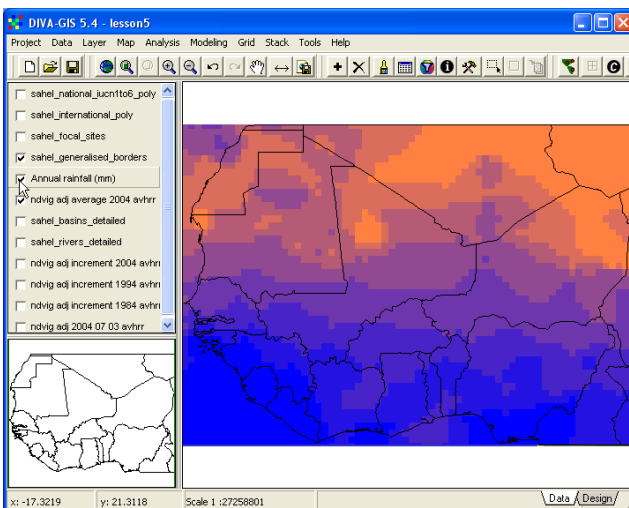 DIVA-GIS 5.4 - lesson5
Project Data Layer Map Analysis Modeling Grid Stack Tools Help
sahel_national_iucn1to6_poly
sahel_international_poly
sahel_focal_sites
sahel_generalised_borders
Annual rainfall (mm)
ndvig adj average 2004 avhrr
sahel_basins_detailed
sahel_rivers_detailed
ndvig adj increment 2004 avhrr
ndvig adj increment 1994 avhrr
ndvig adj increment 1984 avhrr
ndvig adj 2004 07 03 avhrr
x: -17.3219 y: 21.3118 Scale 1 :27258801 Data Design